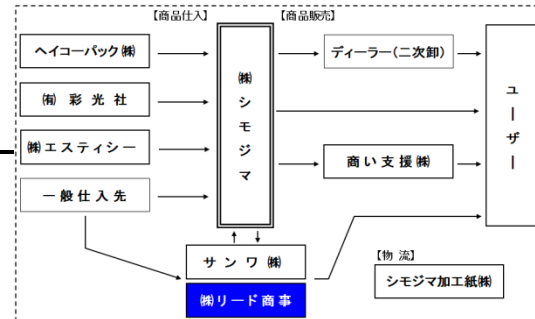 【商品仕入】
【商品販売】
ヘイコーパック㈱
㈲ 彩光社
㈱エスティシー
一般仕入先
㈱シモジマ
ディーラー(二次卸)
商い支援㈱
ユーザー
サンワ ㈱
㈱リード商事
【物 流】
シモジマ加工紙㈱